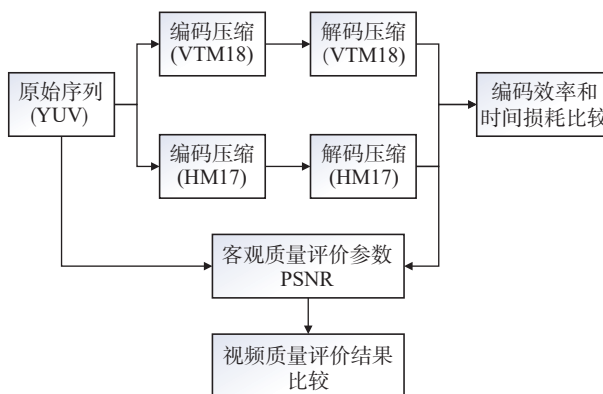 编码压缩
(VTM18)
解码压缩
(VTM18)
原始序列
(YUV)
编码效率和
时间损耗比较
编码压缩
(HM17)
解码压缩
(HM17)
客观质量评价参数
PSNR
视频质量评价结果
比较